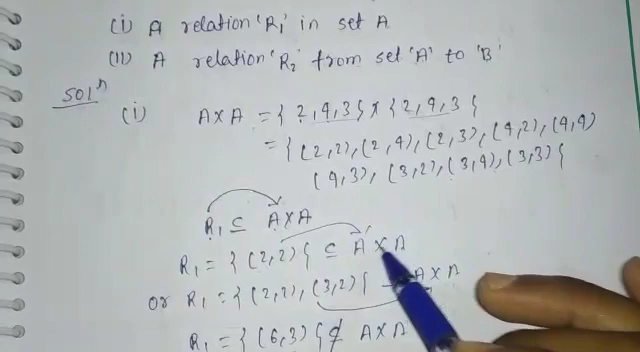 (i) A relation 'R₁' in set A
(ii) A relation 'R₂' from set 'A' to 'B'
Solⁿ
(i) A×A = { 2,4,3 } × { 2,4,3 }
= { (2,2), (2,4), (2,3), (4,2), (4,4)
(4,3), (3,2), (3,4), (3,3) }
R₁ ⊆ A×A
R₁ = { (2,2) } ⊆ A×A
or R₁ = { (2,2), (3,2) } A×A
R₁ = { (6,3) } ⊄ A×A